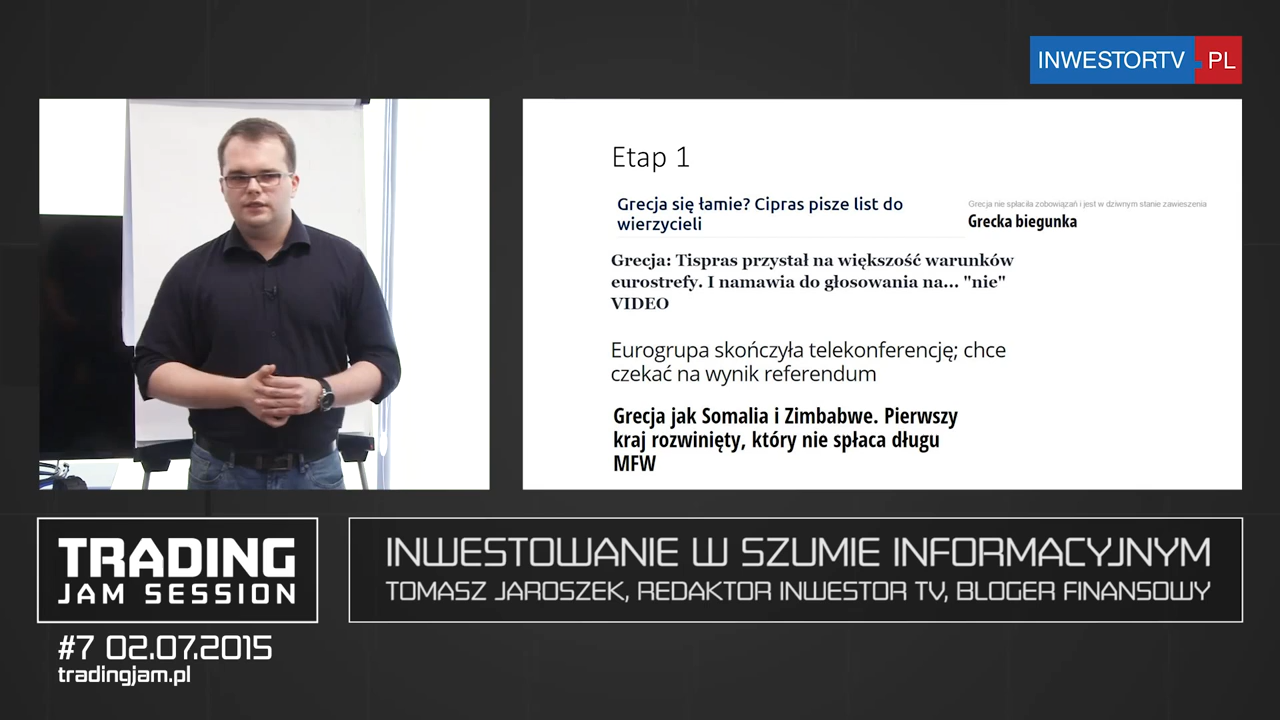 INWESTORTV.PL
Etap 1
Grecja się łamie? Cipras pisze list do
wierzycieli
Grecja nie spłaciła zobowiązań i jest w dziwnym stanie zawieszenia
Grecka biegunka
Grecja: Tispras przystał na większość warunków
eurostrefy. I namawia do głosowania na... "nie"
VIDEO
Eurogrupa skończyła telekonferencję; chce
czekać na wynik referendum
Grecja jak Somalia i Zimbabwe. Pierwszy
kraj rozwinięty, który nie spłaca długu
MFW
TRADING
JAM SESSION
INWESTOWANIE W SZUMIE INFORMACYJNYM
TOMASZ JAROSZEK, REDAKTOR INWESTOR TV, BLOGER FINANSOWY
#7 02.07.2015
tradingjam.pl